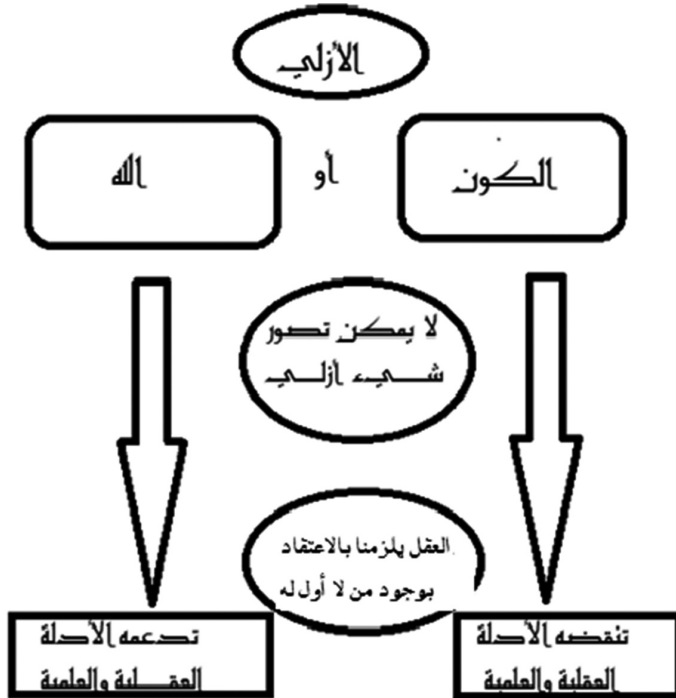 الأزلي
الكون
أو
الله
لا يمكن تصور
شيء أزلي
العقل يلزمنا بالاعتقاد
بوجود من لا أول له
تنقضه الأدلة
العقلية والعلمية
تدعمه الأدلة
العقلية والعلمية